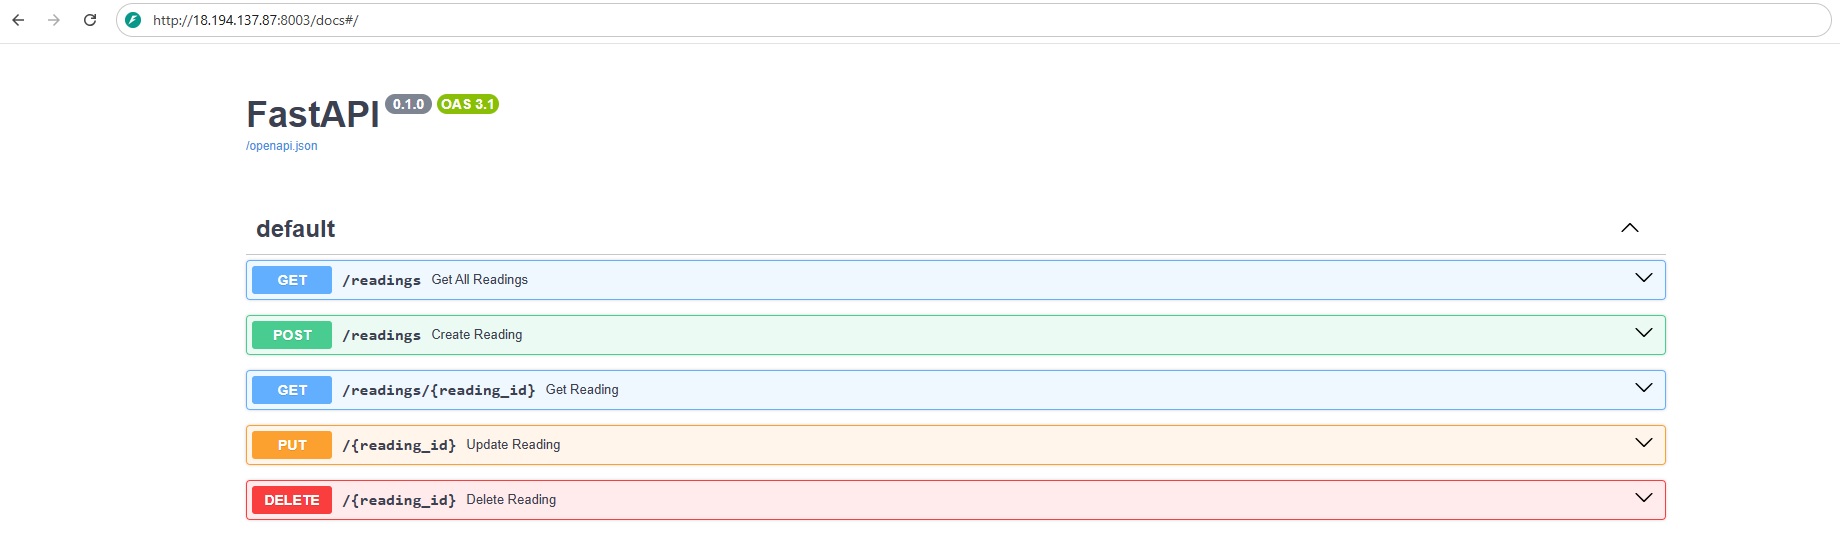 http://18.194.137.87:8003/docs#/
FastAPI 0.1.0 OAS 3.1
/openapi.json
default
GET /readings Get All Readings
POST /readings Create Reading
GET /readings/{reading_id} Get Reading
PUT /{reading_id} Update Reading
DELETE /{reading_id} Delete Reading